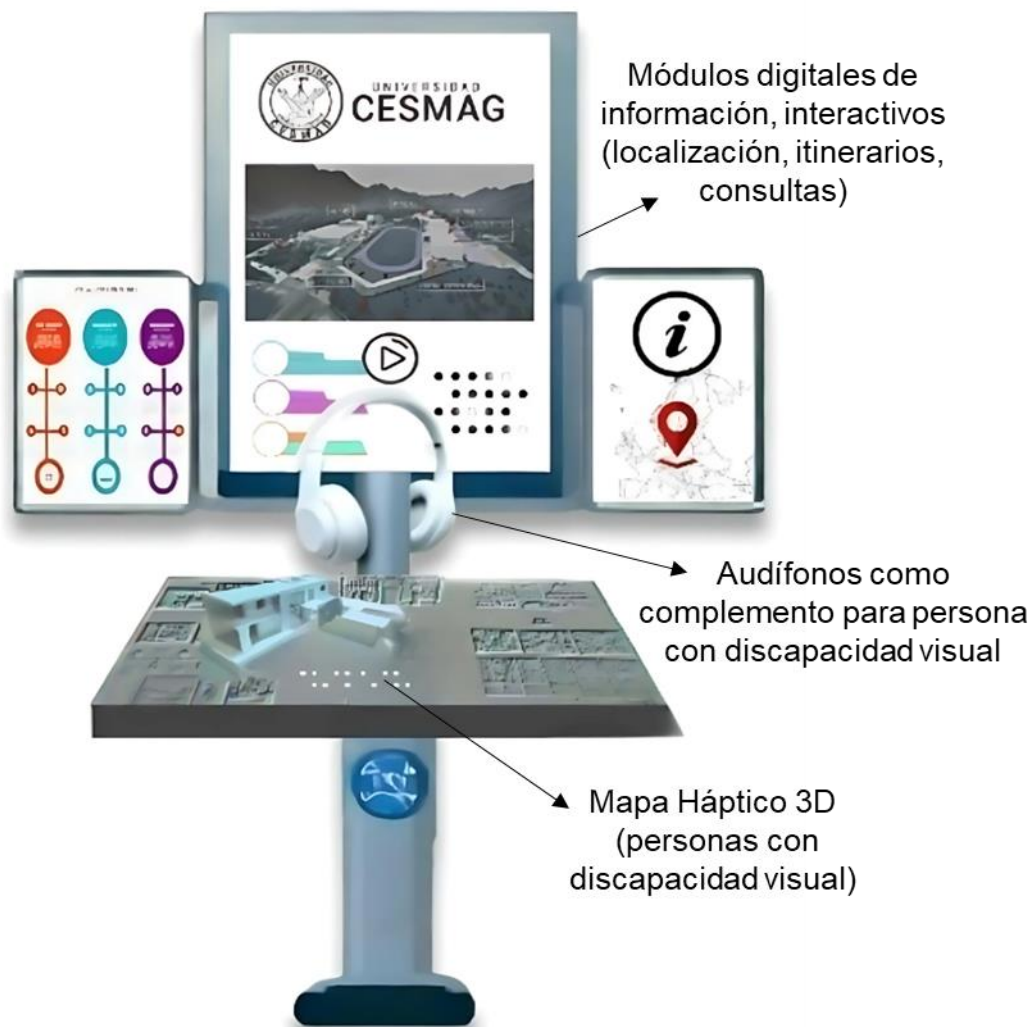 UNIVERSIDAD
CESMAG
Módulos digitales de
información, interactivos
(localización, itinerarios,
consultas)
Audífonos como
complemento para persona
con discapacidad visual
Mapa Háptico 3D
(personas con
discapacidad visual)